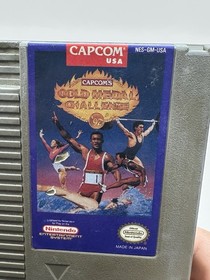 CAPCOM
USA
NES-GM-USA
CAPCOM'S
GOLD MEDAL
CHALLENGE
'92
Nintendo
ENTERTAINMENT
SYSTEM
MADE IN JAPAN